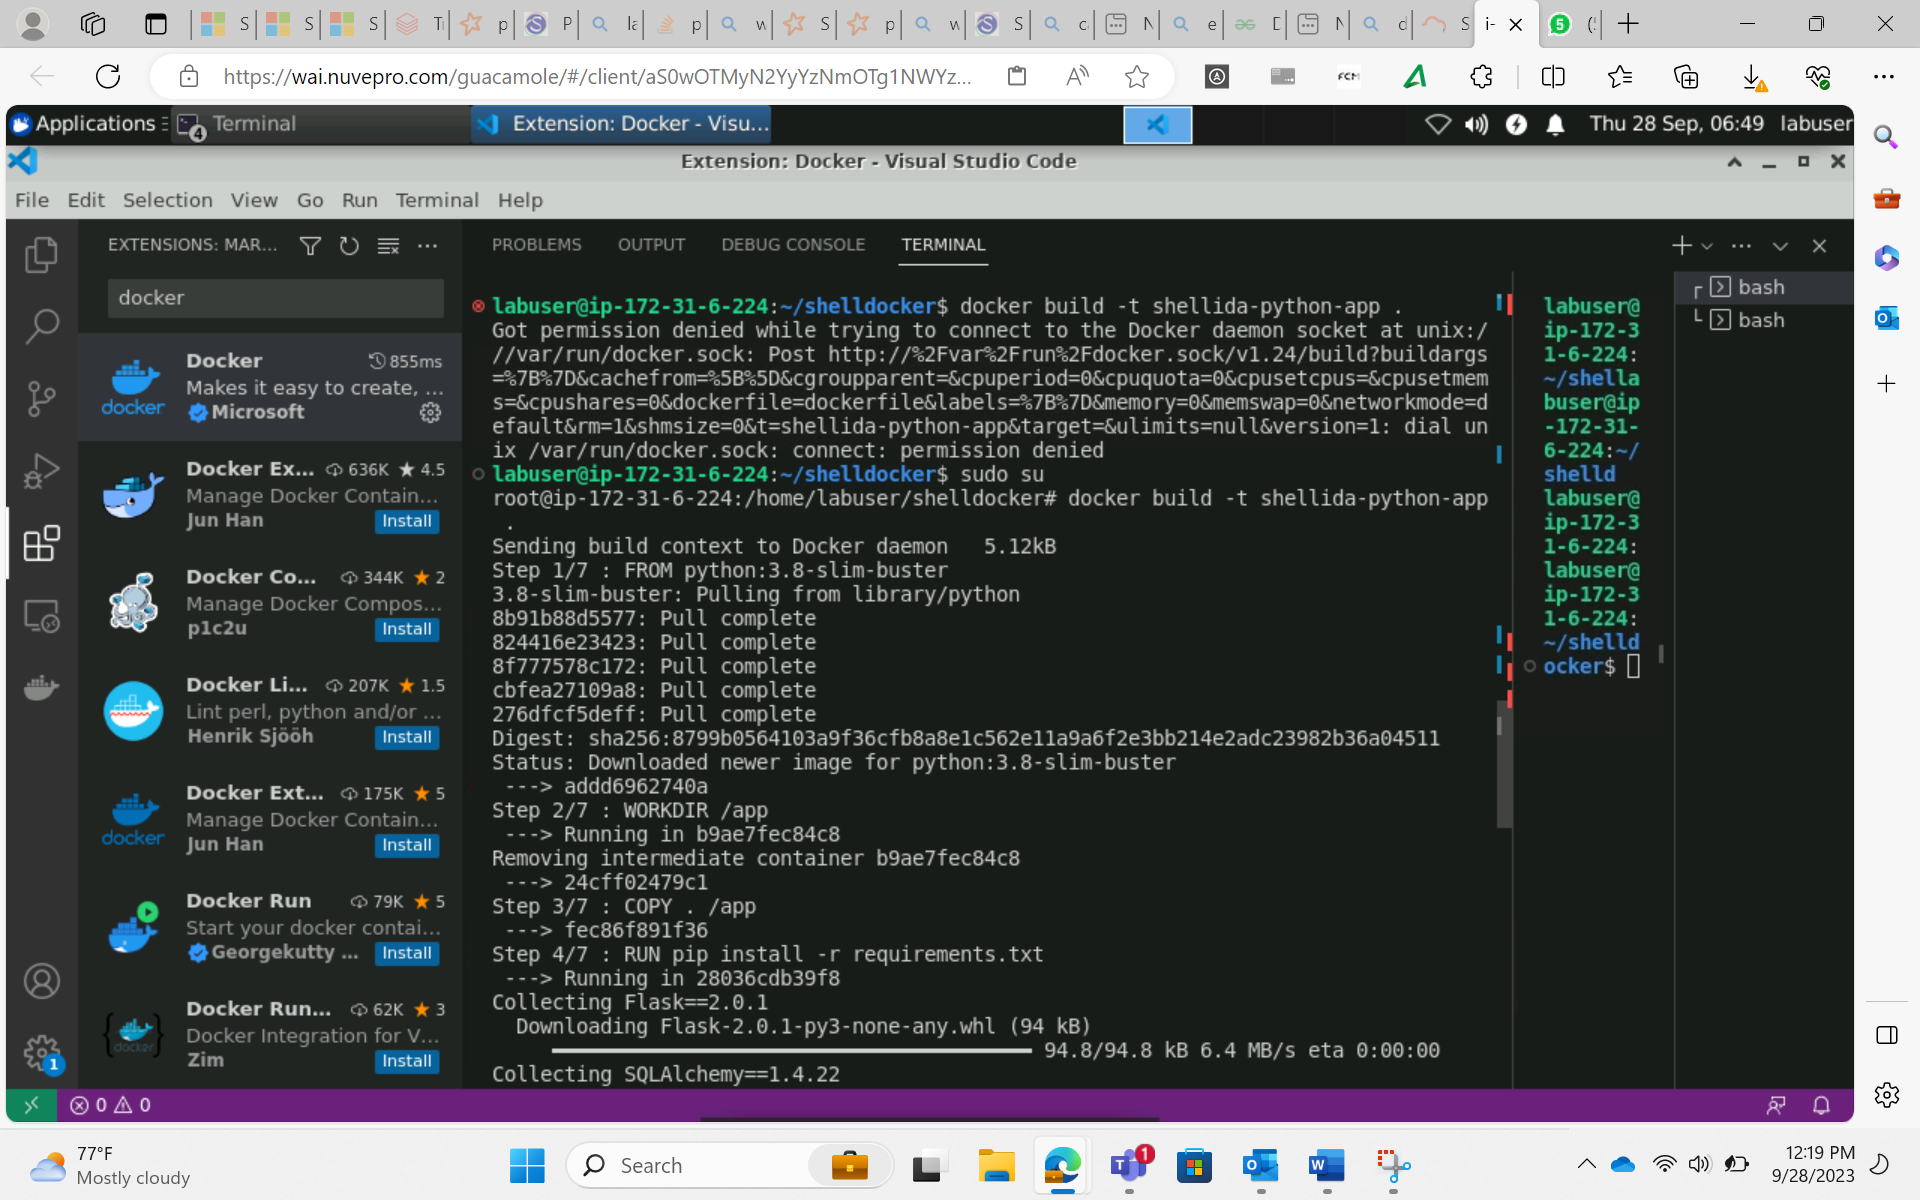 https://wai.nuvepro.com/guacamole/#/client/aS0wOTMyN2YyYzNmOTg1NWYz...
Applications
4 Terminal
Extension: Docker - Visu...
Thu 28 Sep, 06:49 labuser
Extension: Docker - Visual Studio Code
File Edit Selection View Go Run Terminal Help
EXTENSIONS: MAR...
docker
Docker 855ms
Makes it easy to create, ...
Microsoft
Docker Ex... 636K 4.5
Manage Docker Contain...
Jun Han Install
Docker Co... 344K 2
Manage Docker Compos...
p1c2u Install
Docker Li... 207K 1.5
Lint perl, python and/or ...
Henrik Sjööh Install
Docker Ext... 175K 5
Manage Docker Contain...
Jun Han Install
Docker Run 79K 5
Start your docker contai...
Georgekutty ... Install
Docker Run... 62K 3
Docker Integration for V...
Zim Install
PROBLEMS OUTPUT DEBUG CONSOLE TERMINAL
labuser@ip-172-31-6-224:~/shelldocker$ docker build -t shellida-python-app .
Got permission denied while trying to connect to the Docker daemon socket at unix:/
//var/run/docker.sock: Post http://%2Fvar%2Frun%2Fdocker.sock/v1.24/build?buildargs
=%7B%7D&cachefrom=%5B%5D&cgroupparent=&cpuperiod=0&cpuquota=0&cpusetcpus=&cpusetmem
s=&cpushares=0&dockerfile=dockerfile&labels=%7B%7D&memory=0&memswap=0&networkmode=d
efault&rm=1&shmsize=0&t=shellida-python-app&target=&ulimits=null&version=1: dial un
ix /var/run/docker.sock: connect: permission denied
labuser@ip-172-31-6-224:~/shelldocker$ sudo su
root@ip-172-31-6-224:/home/labuser/shelldocker# docker build -t shellida-python-app
.
Sending build context to Docker daemon 5.12kB
Step 1/7 : FROM python:3.8-slim-buster
3.8-slim-buster: Pulling from library/python
8b91b88d5577: Pull complete
824416e23423: Pull complete
8f777578c172: Pull complete
cbfea27109a8: Pull complete
276dfcf5deff: Pull complete
Digest: sha256:8799b0564103a9f36cfb8a8e1c562e11a9a6f2e3bb214e2adc23982b36a04511
Status: Downloaded newer image for python:3.8-slim-buster
---> addd6962740a
Step 2/7 : WORKDIR /app
---> Running in b9ae7fec84c8
Removing intermediate container b9ae7fec84c8
---> 24cff02479c1
Step 3/7 : COPY . /app
---> fec86f891f36
Step 4/7 : RUN pip install -r requirements.txt
---> Running in 28036cdb39f8
Collecting Flask==2.0.1
Downloading Flask-2.0.1-py3-none-any.whl (94 kB)
94.8/94.8 kB 6.4 MB/s eta 0:00:00
Collecting SQLAlchemy==1.4.22
labuser@
ip-172-3
1-6-224:
~/shella
buser@ip
-172-31-
6-224:~/
shelld
labuser@
ip-172-3
1-6-224:
labuser@
ip-172-3
1-6-224:
~/shelld
ocker$
bash
bash
1
0 0
77°F
Mostly cloudy
Search
1
12:19 PM
9/28/2023